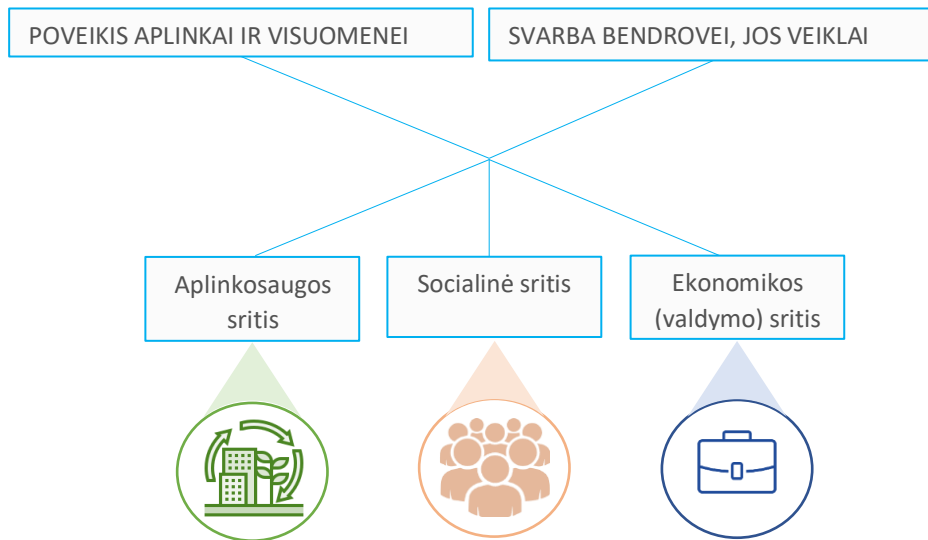 POVEIKIS APLINKAI IR VISUOMENEI
SVARBA BENDROVEI, JOS VEIKLAI
Aplinkosaugos
sritis
Socialinė sritis
Ekonomikos
(valdymo) sritis